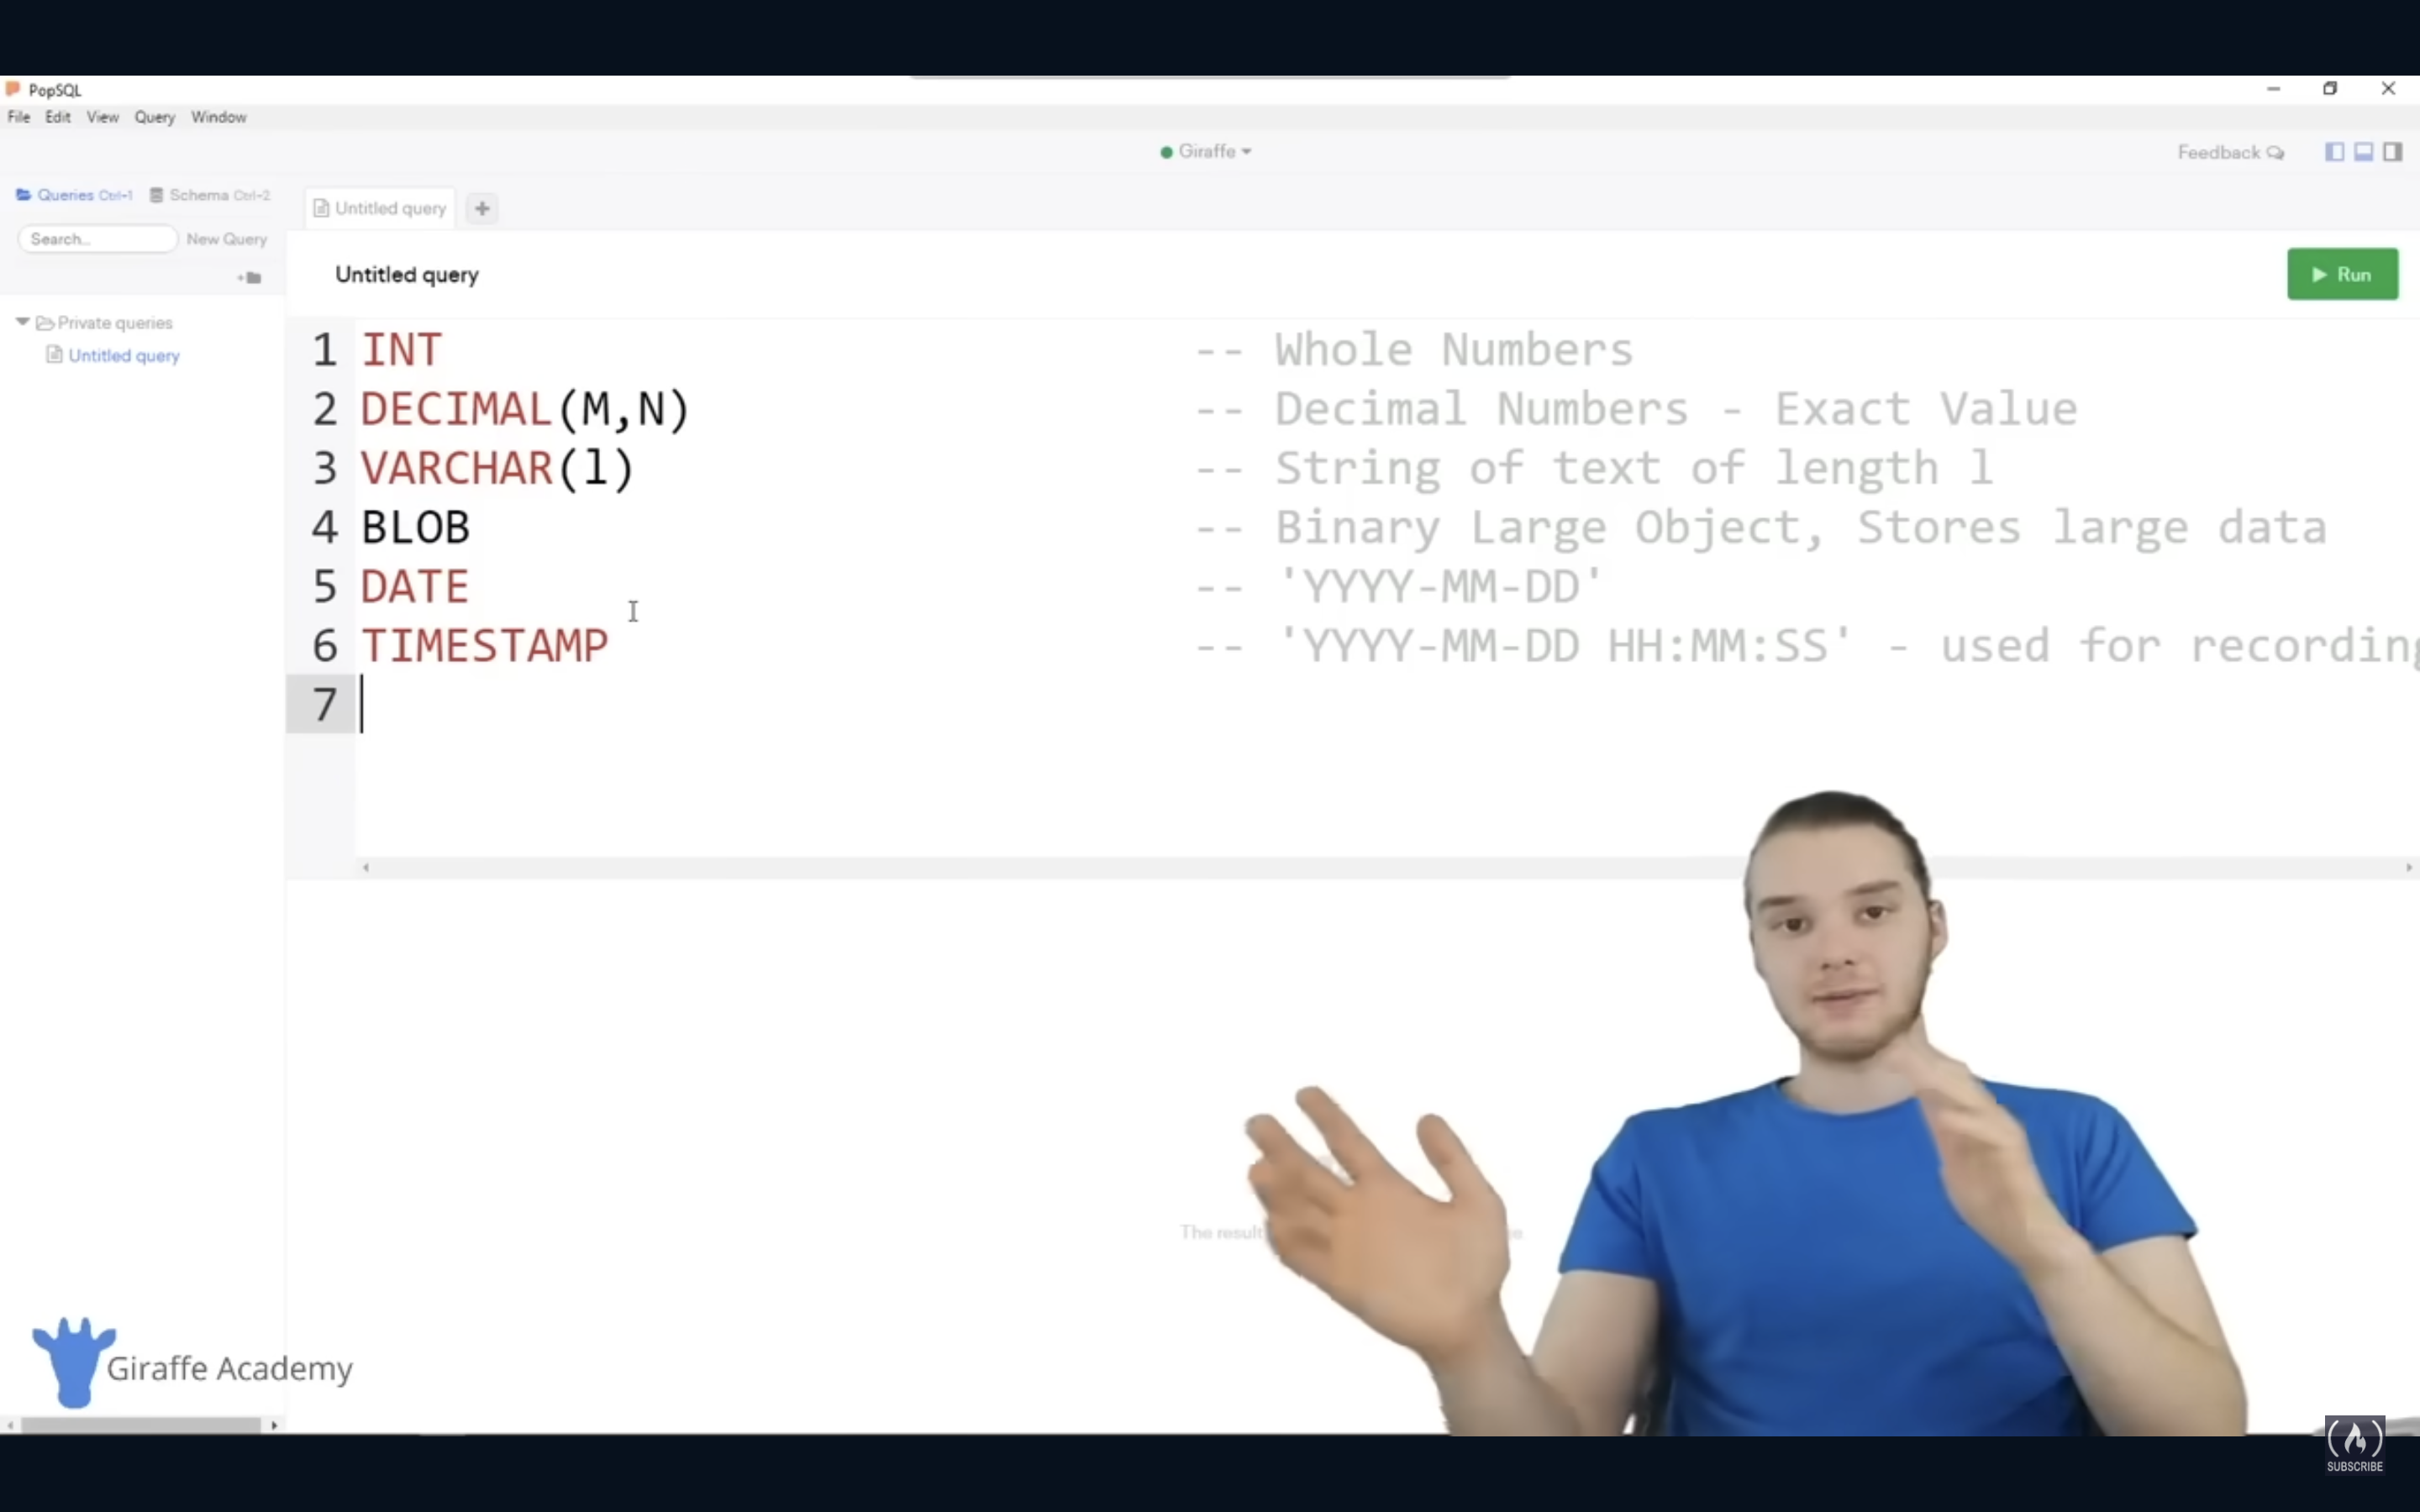 PopSQL
File Edit View Query Window
Giraffe
Feedback
Queries Ctrl-1 Schema Ctrl-2
Untitled query +
Search... New Query
Untitled query
Run
Private queries
Untitled query
1 INT -- Whole Numbers
2 DECIMAL(M,N) -- Decimal Numbers - Exact Value
3 VARCHAR(l) -- String of text of length l
4 BLOB -- Binary Large Object, Stores large data
5 DATE -- 'YYYY-MM-DD'
6 TIMESTAMP -- 'YYYY-MM-DD HH:MM:SS' - used for recording
7
The result
Giraffe Academy
SUBSCRIBE